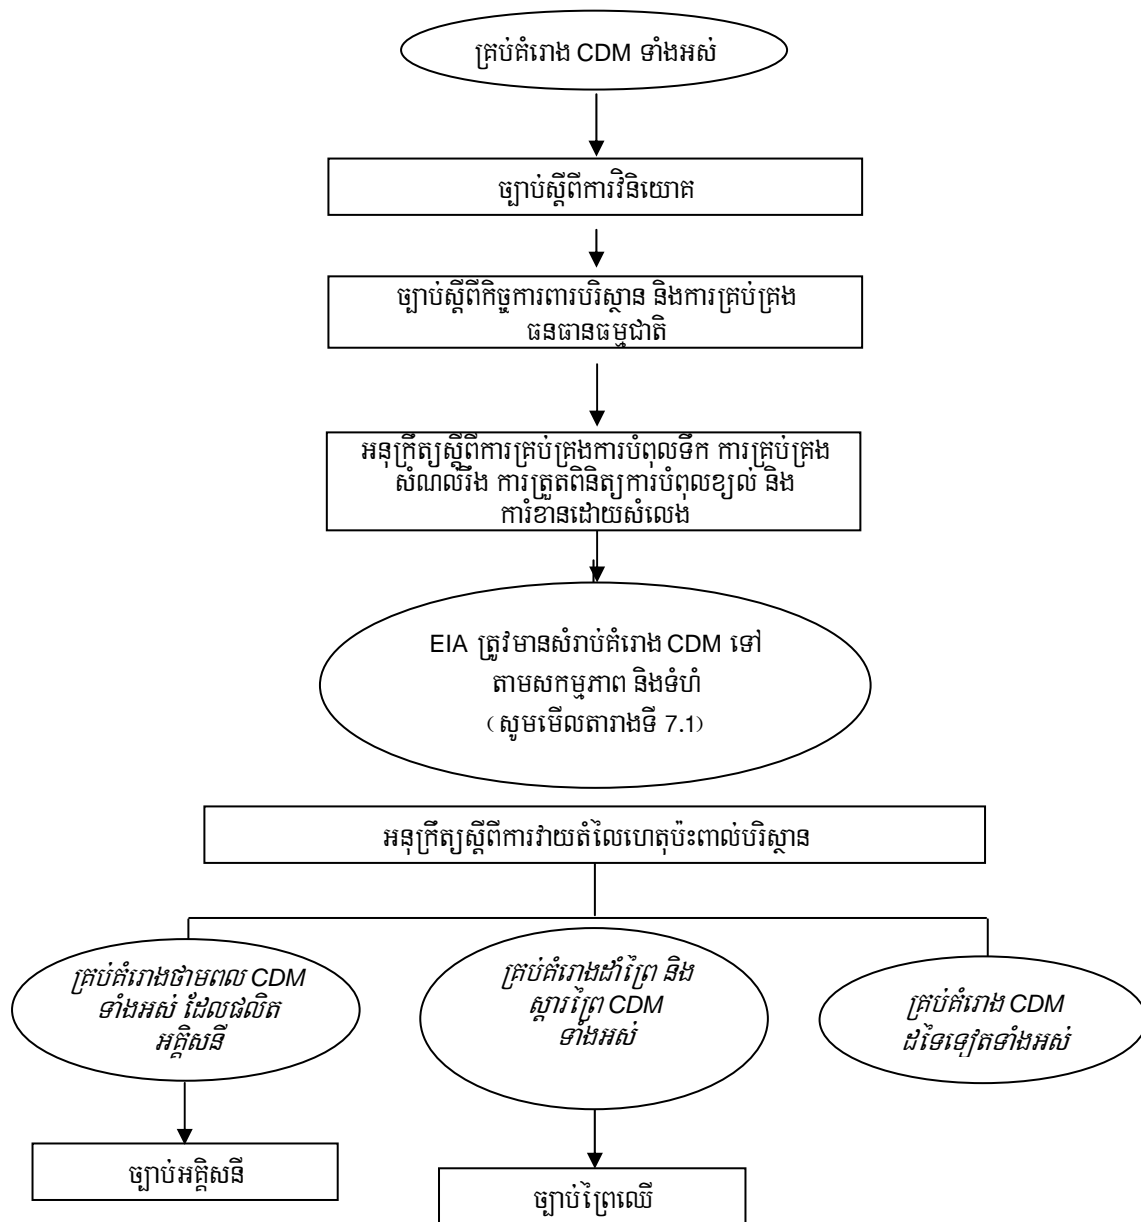 គ្រប់គំរោង CDM ទាំងអស់
ច្បាប់ស្តីពីការវិនិយោគ
ច្បាប់ស្តីពីកិច្ចការពារបរិស្ថាន និងការគ្រប់គ្រង
ធនធានធម្មជាតិ
អនុក្រឹត្យស្តីពីការគ្រប់គ្រងការបំពុលទឹក ការគ្រប់គ្រង
សំណល់រឹង ការត្រួតពិនិត្យការបំពុលខ្យល់ និង
ការំខានដោយសំលេង
EIA ត្រូវមានសំរាប់គំរោង CDM ទៅ
តាមសកម្មភាព និងទំហំ
(សូមមើលតារាងទី 7.1)
អនុក្រឹត្យស្តីពីការវាយតំលៃហេតុប៉ះពាល់បរិស្ថាន
គ្រប់គំរោងថាមពល CDM
ទាំងអស់ ដែលផលិត
អគ្គិសនី
គ្រប់គំរោងដាំព្រៃ និង
ស្តារព្រៃ CDM
ទាំងអស់
គ្រប់គំរោង CDM
ដទៃទៀតទាំងអស់
ច្បាប់អគ្គិសនី
ច្បាប់ព្រៃឈើ